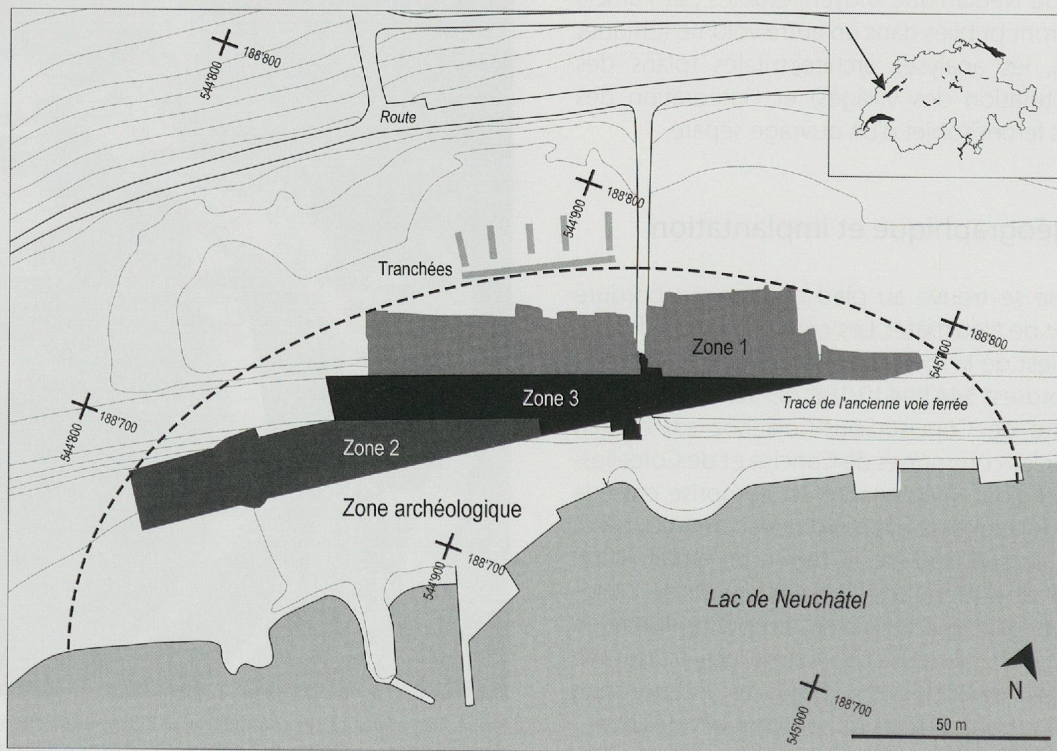 544'800
188'800
Route
544'900
188'800
Tranchées
545'000
188'800
Zone 1
Zone 3
Tracé de l'ancienne voie ferrée
544'800
188'700
Zone 2
Zone archéologique
544'900
188'700
Lac de Neuchâtel
545'000
188'700
N
50 m